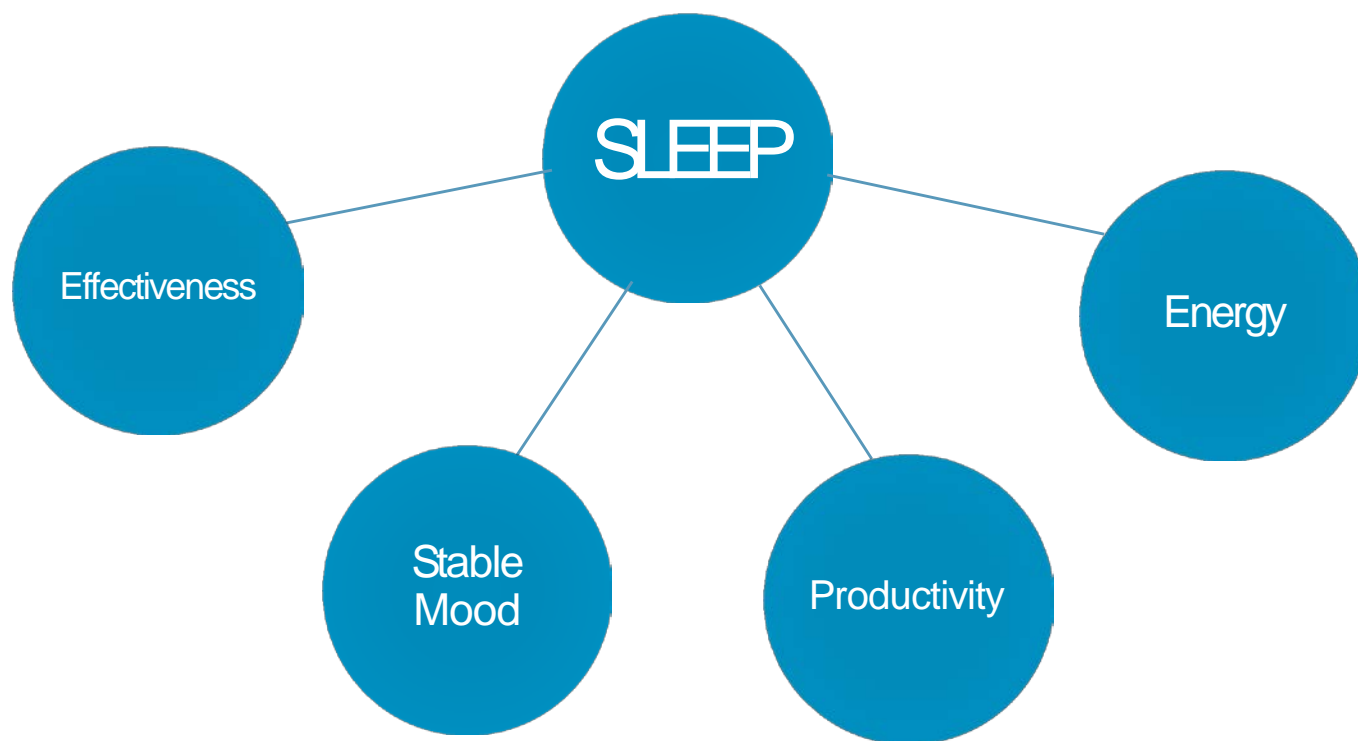 SLEEP
Effectiveness
Energy
Stable
Mood
Productivity